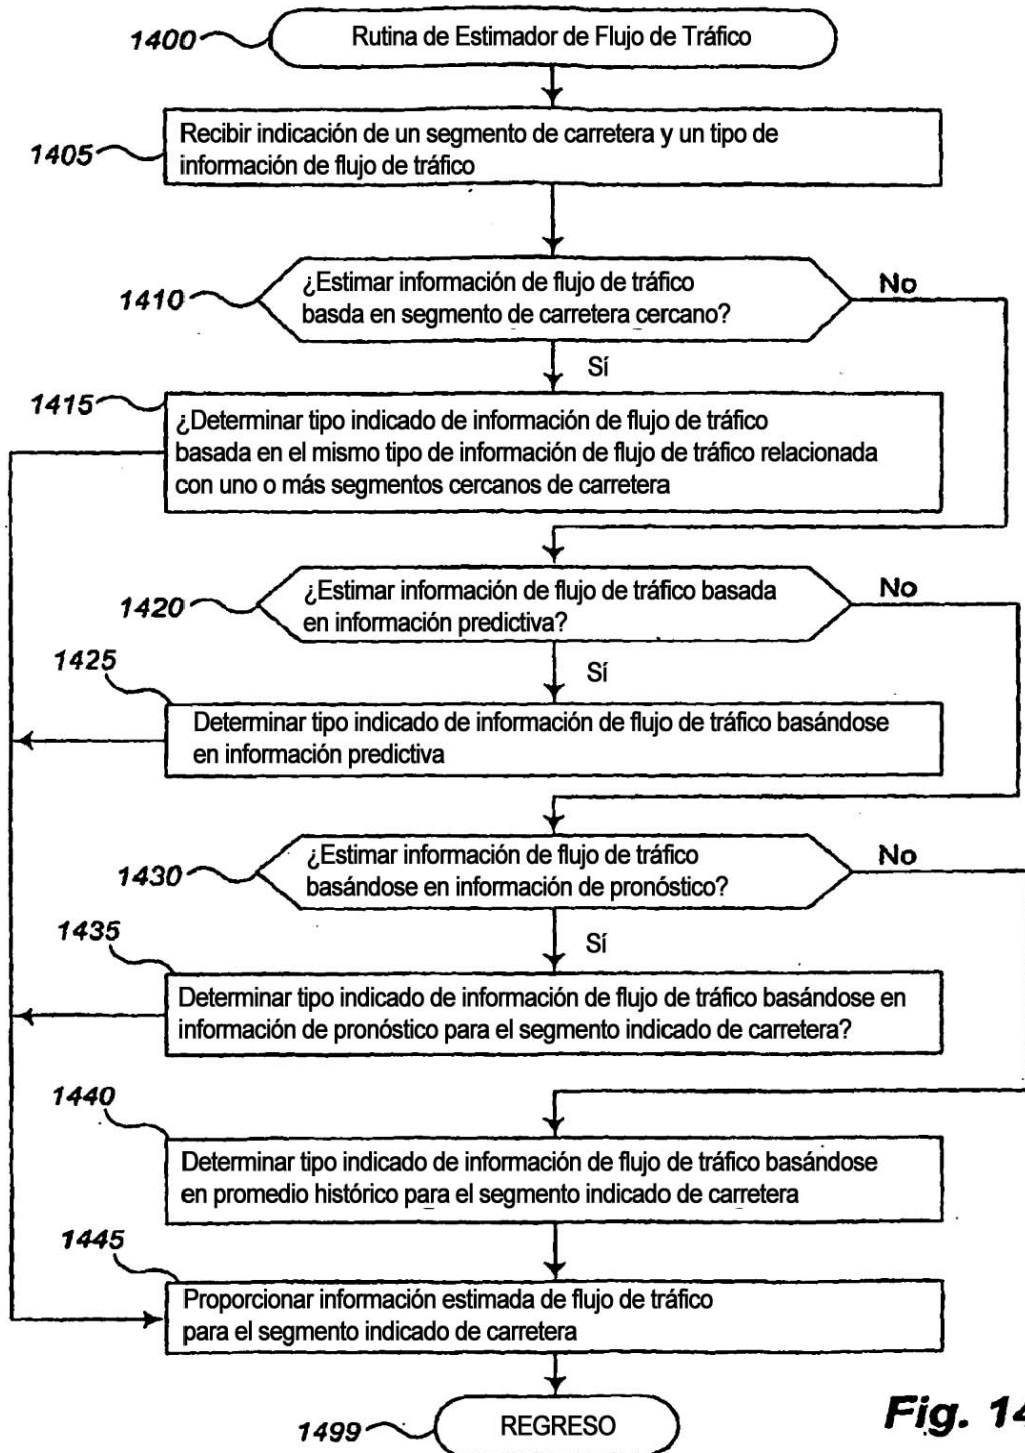 1400
Rutina de Estimador de Flujo de Tráfico
1405
Recibir indicación de un segmento de carretera y un tipo de
información de flujo de tráfico
1410
¿Estimar información de flujo de tráfico
basda en segmento de carretera cercano?
No
Sí
1415
¿Determinar tipo indicado de información de flujo de tráfico
basada en el mismo tipo de información de flujo de tráfico relacionada
con uno o más segmentos cercanos de carretera
1420
¿Estimar información de flujo de tráfico basada
en información predictiva?
No
Sí
1425
Determinar tipo indicado de información de flujo de tráfico basándose
en información predictiva
1430
¿Estimar información de flujo de tráfico
basándose en información de pronóstico?
No
Sí
1435
Determinar tipo indicado de información de flujo de tráfico basándose en
información de pronóstico para el segmento indicado de carretera?
1440
Determinar tipo indicado de información de flujo de tráfico basándose
en promedio histórico para el segmento indicado de carretera
1445
Proporcionar información estimada de flujo de tráfico
para el segmento indicado de carretera
1499
REGRESO
Fig. 14